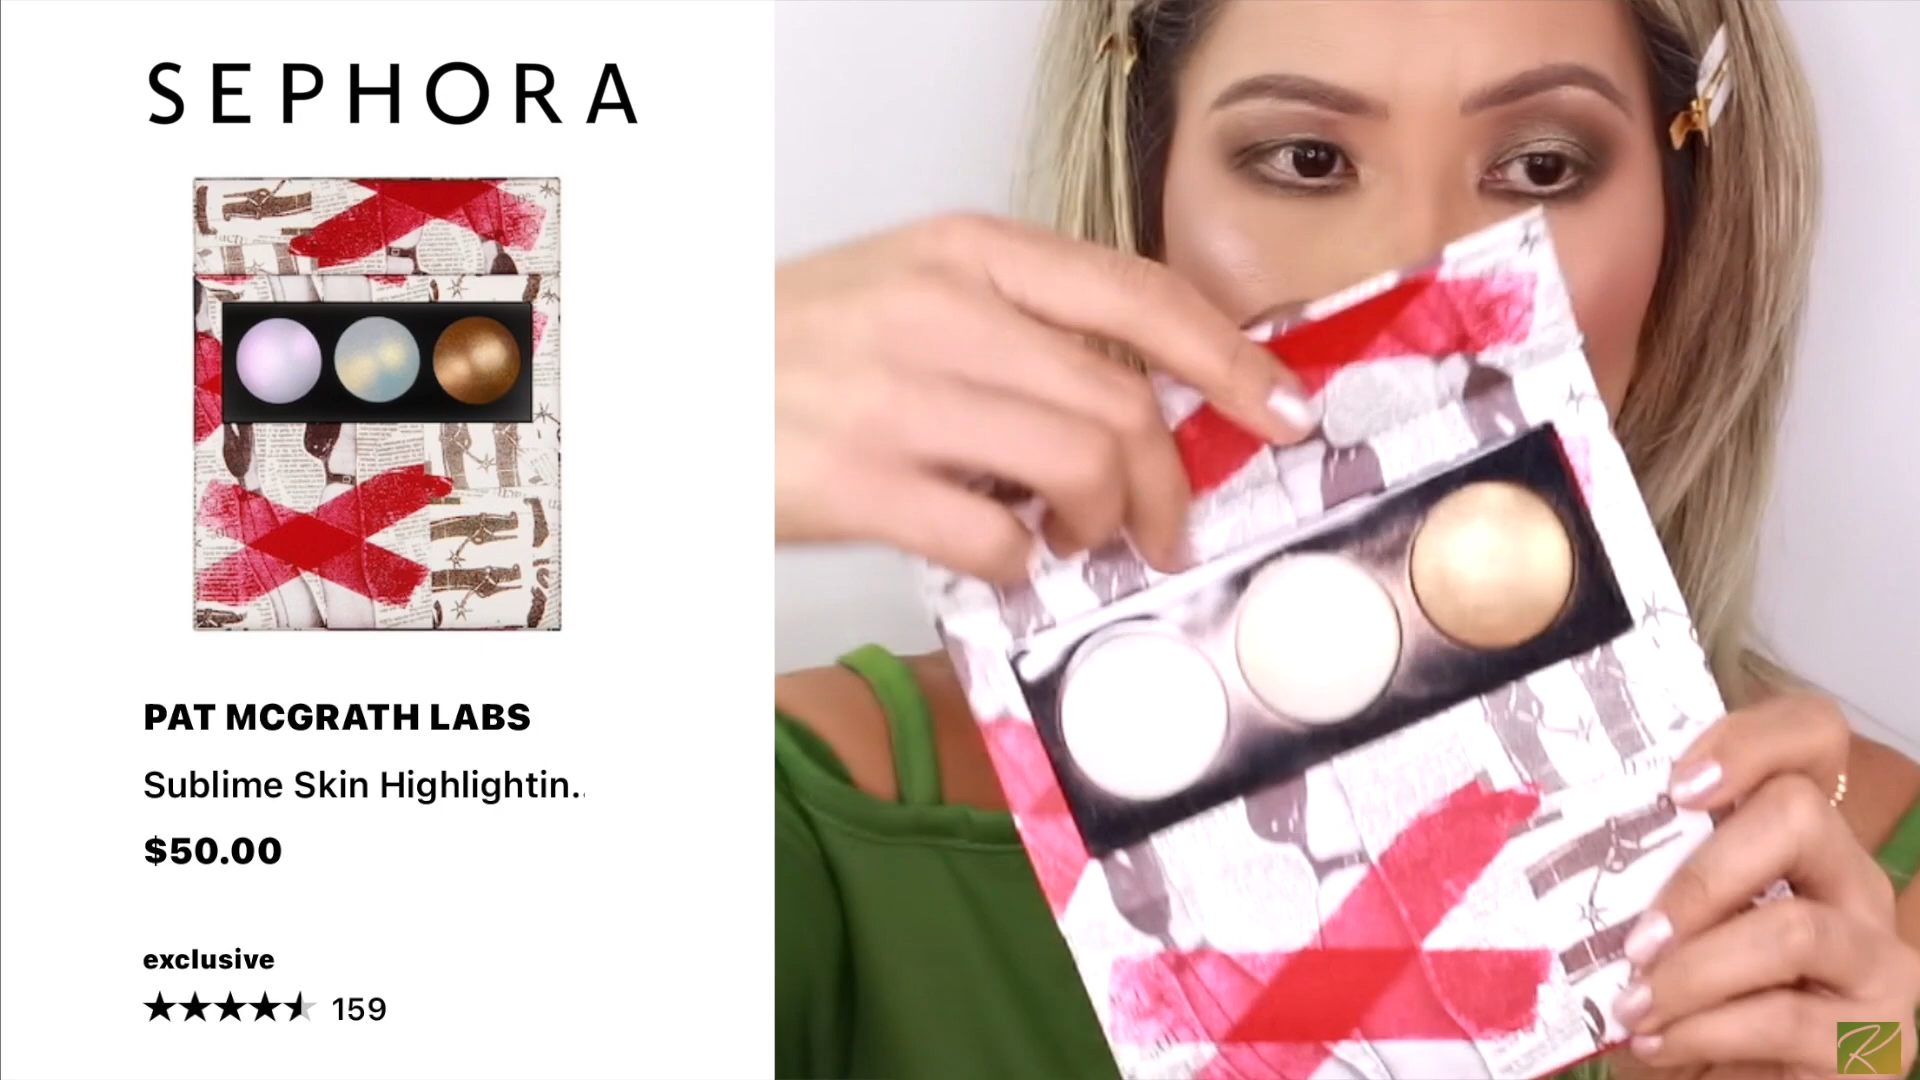 SEPHORA
PAT MCGRATH LABS
Sublime Skin Highlightin..
$50.00
exclusive
159
K